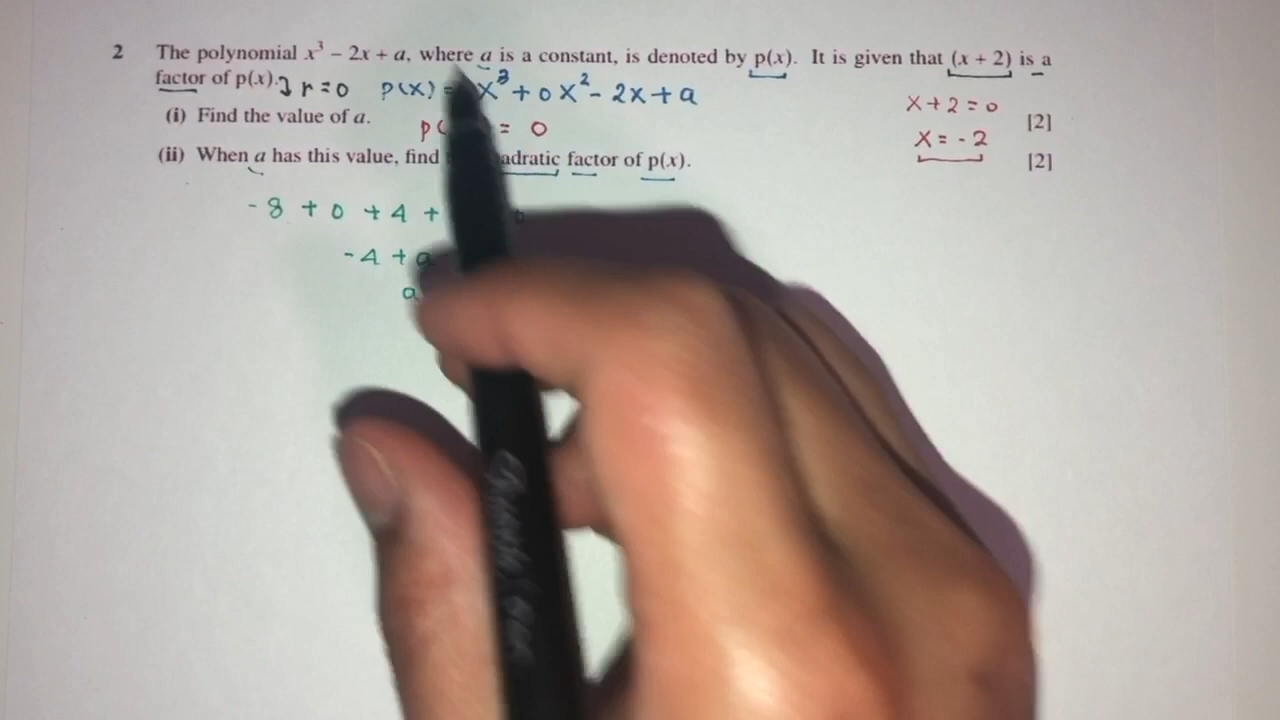 2 The polynomial x³ − 2x + a, where a is a constant, is denoted by p(x). It is given that (x + 2) is a
factor of p(x). r = 0 p(x) = x³ + 0x² − 2x + a
x + 2 = 0
(i) Find the value of a. [2]
p( = 0
x = -2
(ii) When a has this value, find adratic factor of p(x). [2]
-8 + 0 + 4 +
-4 + a
a